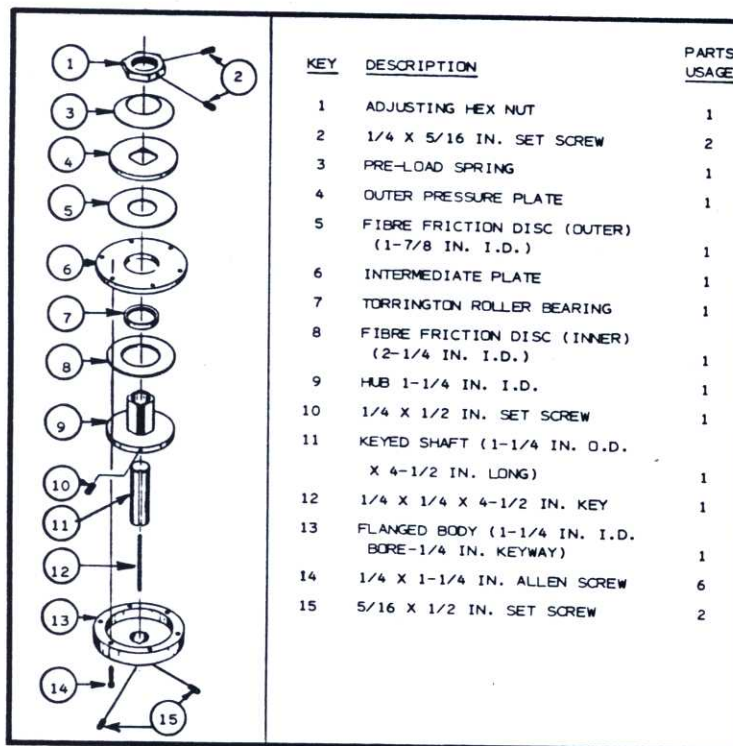 1
2
3
4
5
6
7
8
9
10
11
12
13
14
15
KEY DESCRIPTION PARTS USAGE
1 ADJUSTING HEX NUT 1
2 1/4 X 5/16 IN. SET SCREW 2
3 PRE-LOAD SPRING 1
4 OUTER PRESSURE PLATE 1
5 FIBRE FRICTION DISC (OUTER)
(1-7/8 IN. I.D.) 1
6 INTERMEDIATE PLATE 1
7 TORRINGTON ROLLER BEARING 1
8 FIBRE FRICTION DISC (INNER)
(2-1/4 IN. I.D.) 1
9 HUB 1-1/4 IN. I.D. 1
10 1/4 X 1/2 IN. SET SCREW 1
11 KEYED SHAFT (1-1/4 IN. O.D.
X 4-1/2 IN. LONG) 1
12 1/4 X 1/4 X 4-1/2 IN. KEY 1
13 FLANGED BODY (1-1/4 IN. I.D.
BORE-1/4 IN. KEYWAY) 1
14 1/4 X 1-1/4 IN. ALLEN SCREW 6
15 5/16 X 1/2 IN. SET SCREW 2